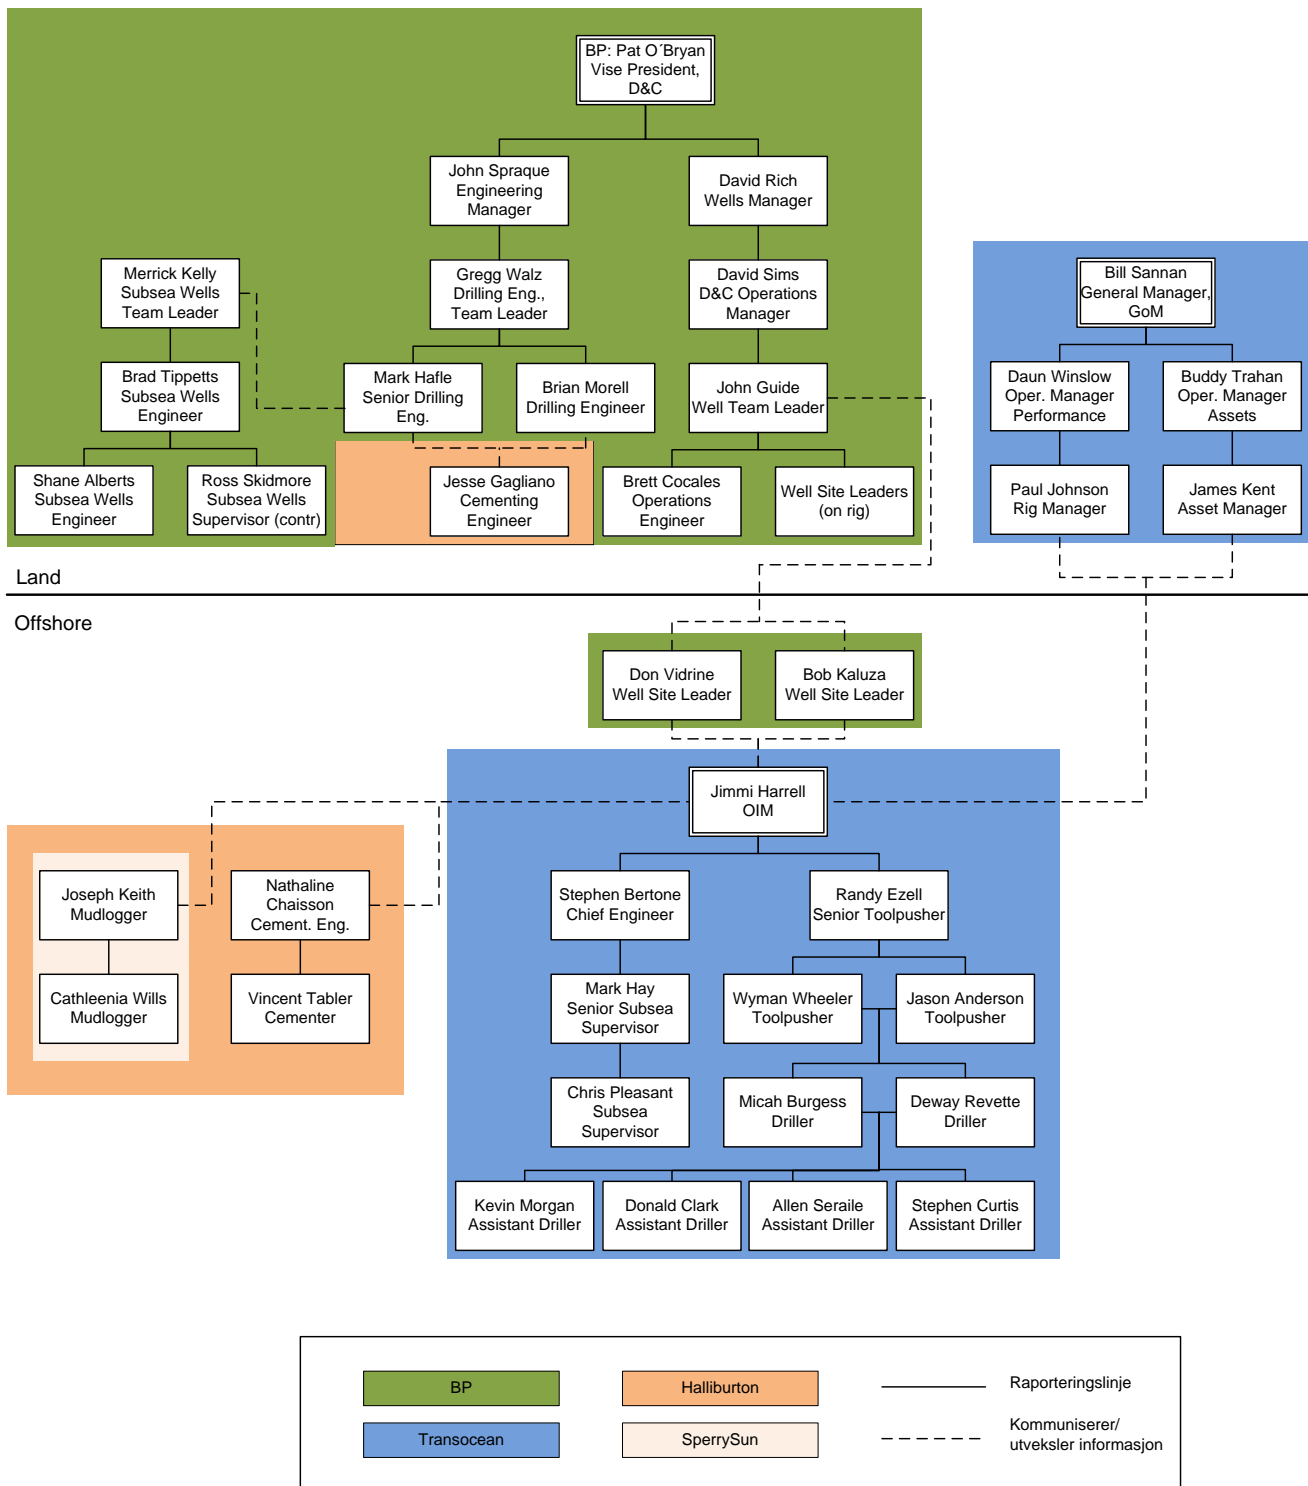 BP: Pat O´Bryan
Vise President,
D&C
John Spraque
Engineering
Manager
David Rich
Wells Manager
Merrick Kelly
Subsea Wells
Team Leader
Gregg Walz
Drilling Eng.,
Team Leader
David Sims
D&C Operations
Manager
Bill Sannan
General Manager,
GoM
Brad Tippetts
Subsea Wells
Engineer
Mark Hafle
Senior Drilling
Eng.
Brian Morell
Drilling Engineer
John Guide
Well Team Leader
Daun Winslow
Oper. Manager
Performance
Buddy Trahan
Oper. Manager
Assets
Shane Alberts
Subsea Wells
Engineer
Ross Skidmore
Subsea Wells
Supervisor (contr)
Jesse Gagliano
Cementing
Engineer
Brett Cocales
Operations
Engineer
Well Site Leaders
(on rig)
Paul Johnson
Rig Manager
James Kent
Asset Manager
Land
Offshore
Don Vidrine
Well Site Leader
Bob Kaluza
Well Site Leader
Jimmi Harrell
OIM
Joseph Keith
Mudlogger
Nathaline
Chaisson
Cement. Eng.
Stephen Bertone
Chief Engineer
Randy Ezell
Senior Toolpusher
Cathleenia Wills
Mudlogger
Vincent Tabler
Cementer
Mark Hay
Senior Subsea
Supervisor
Wyman Wheeler
Toolpusher
Jason Anderson
Toolpusher
Chris Pleasant
Subsea
Supervisor
Micah Burgess
Driller
Deway Revette
Driller
Kevin Morgan
Assistant Driller
Donald Clark
Assistant Driller
Allen Seraile
Assistant Driller
Stephen Curtis
Assistant Driller
BP
Halliburton
Raporteringslinje
Transocean
SperrySun
Kommuniserer/
utveksler informasjon